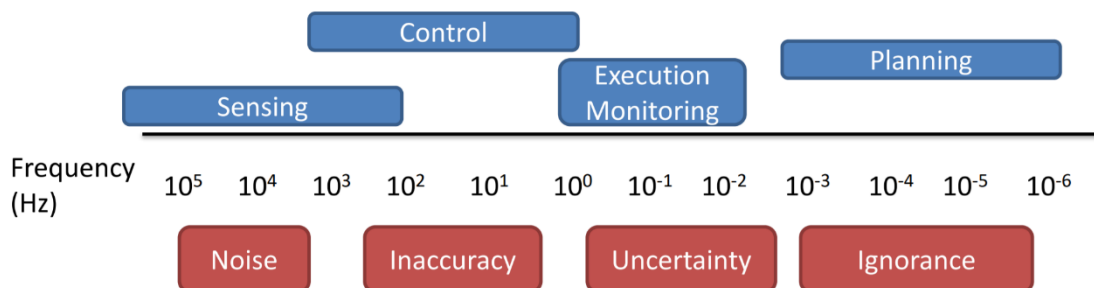 Control
Planning
Execution
Monitoring
Sensing
Frequency
(Hz)
10⁵ 10⁴ 10³ 10² 10¹ 10⁰ 10⁻¹ 10⁻² 10⁻³ 10⁻⁴ 10⁻⁵ 10⁻⁶
Noise Inaccuracy Uncertainty Ignorance